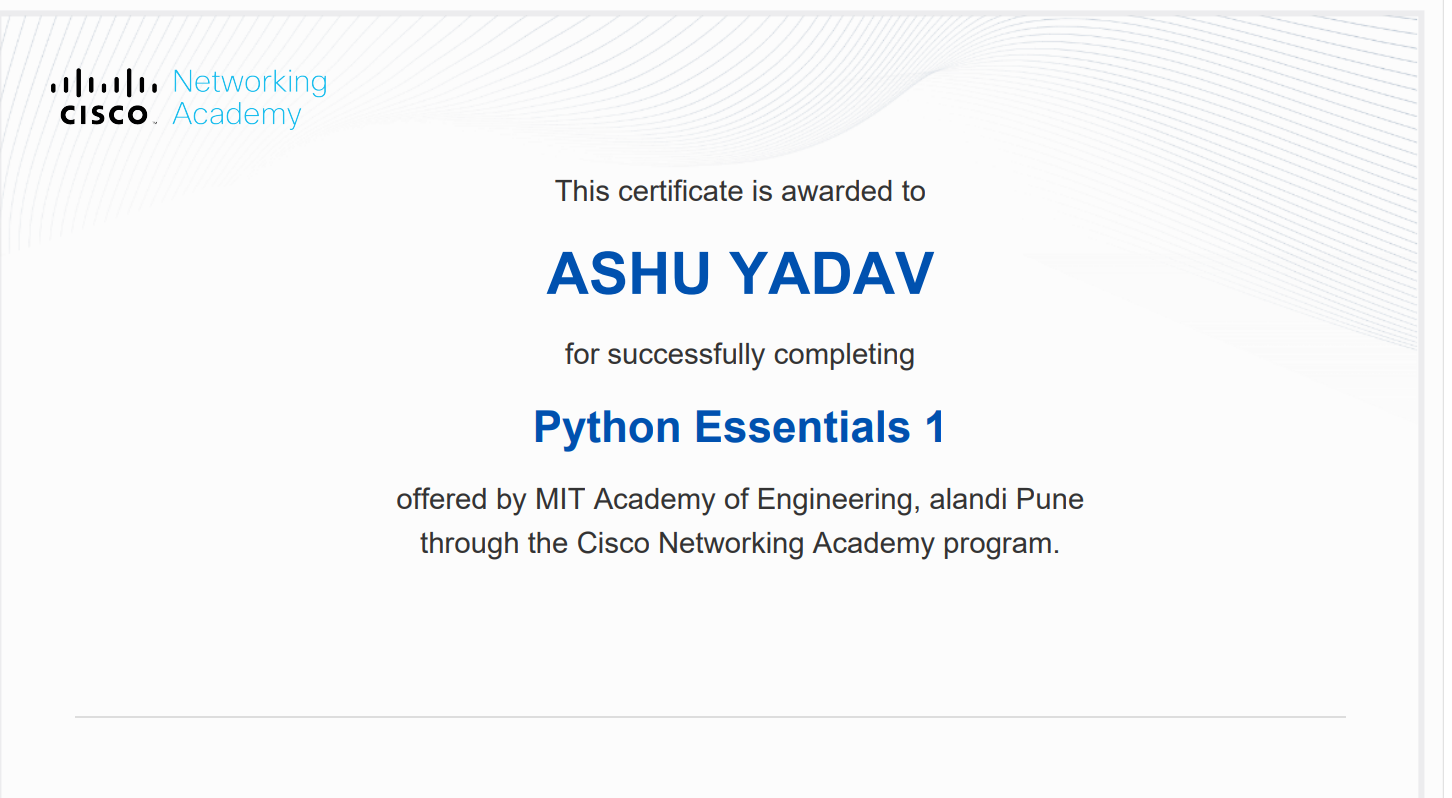 Networking
CISCO Academy
This certificate is awarded to
ASHU YADAV
for successfully completing
Python Essentials 1
offered by MIT Academy of Engineering, alandi Pune
through the Cisco Networking Academy program.